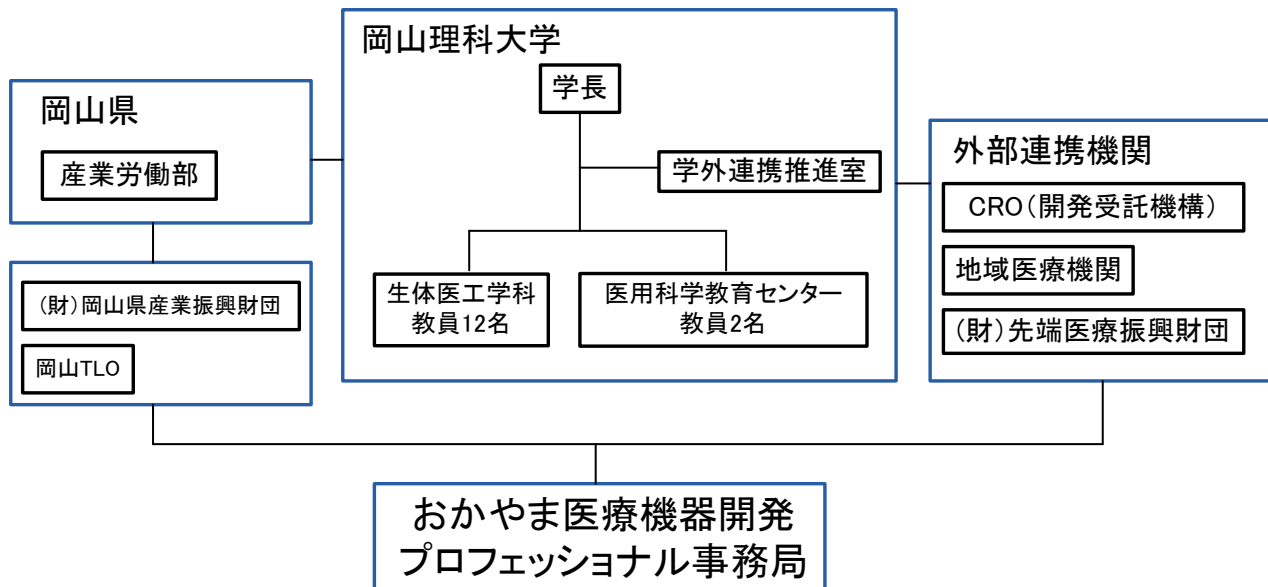 岡山県
産業労働部
(財)岡山県産業振興財団
岡山TLO
岡山理科大学
学長
学外連携推進室
生体医工学科
教員12名
医用科学教育センター
教員2名
外部連携機関
CRO(開発受託機構)
地域医療機関
(財)先端医療振興財団
おかやま医療機器開発
プロフェッショナル事務局